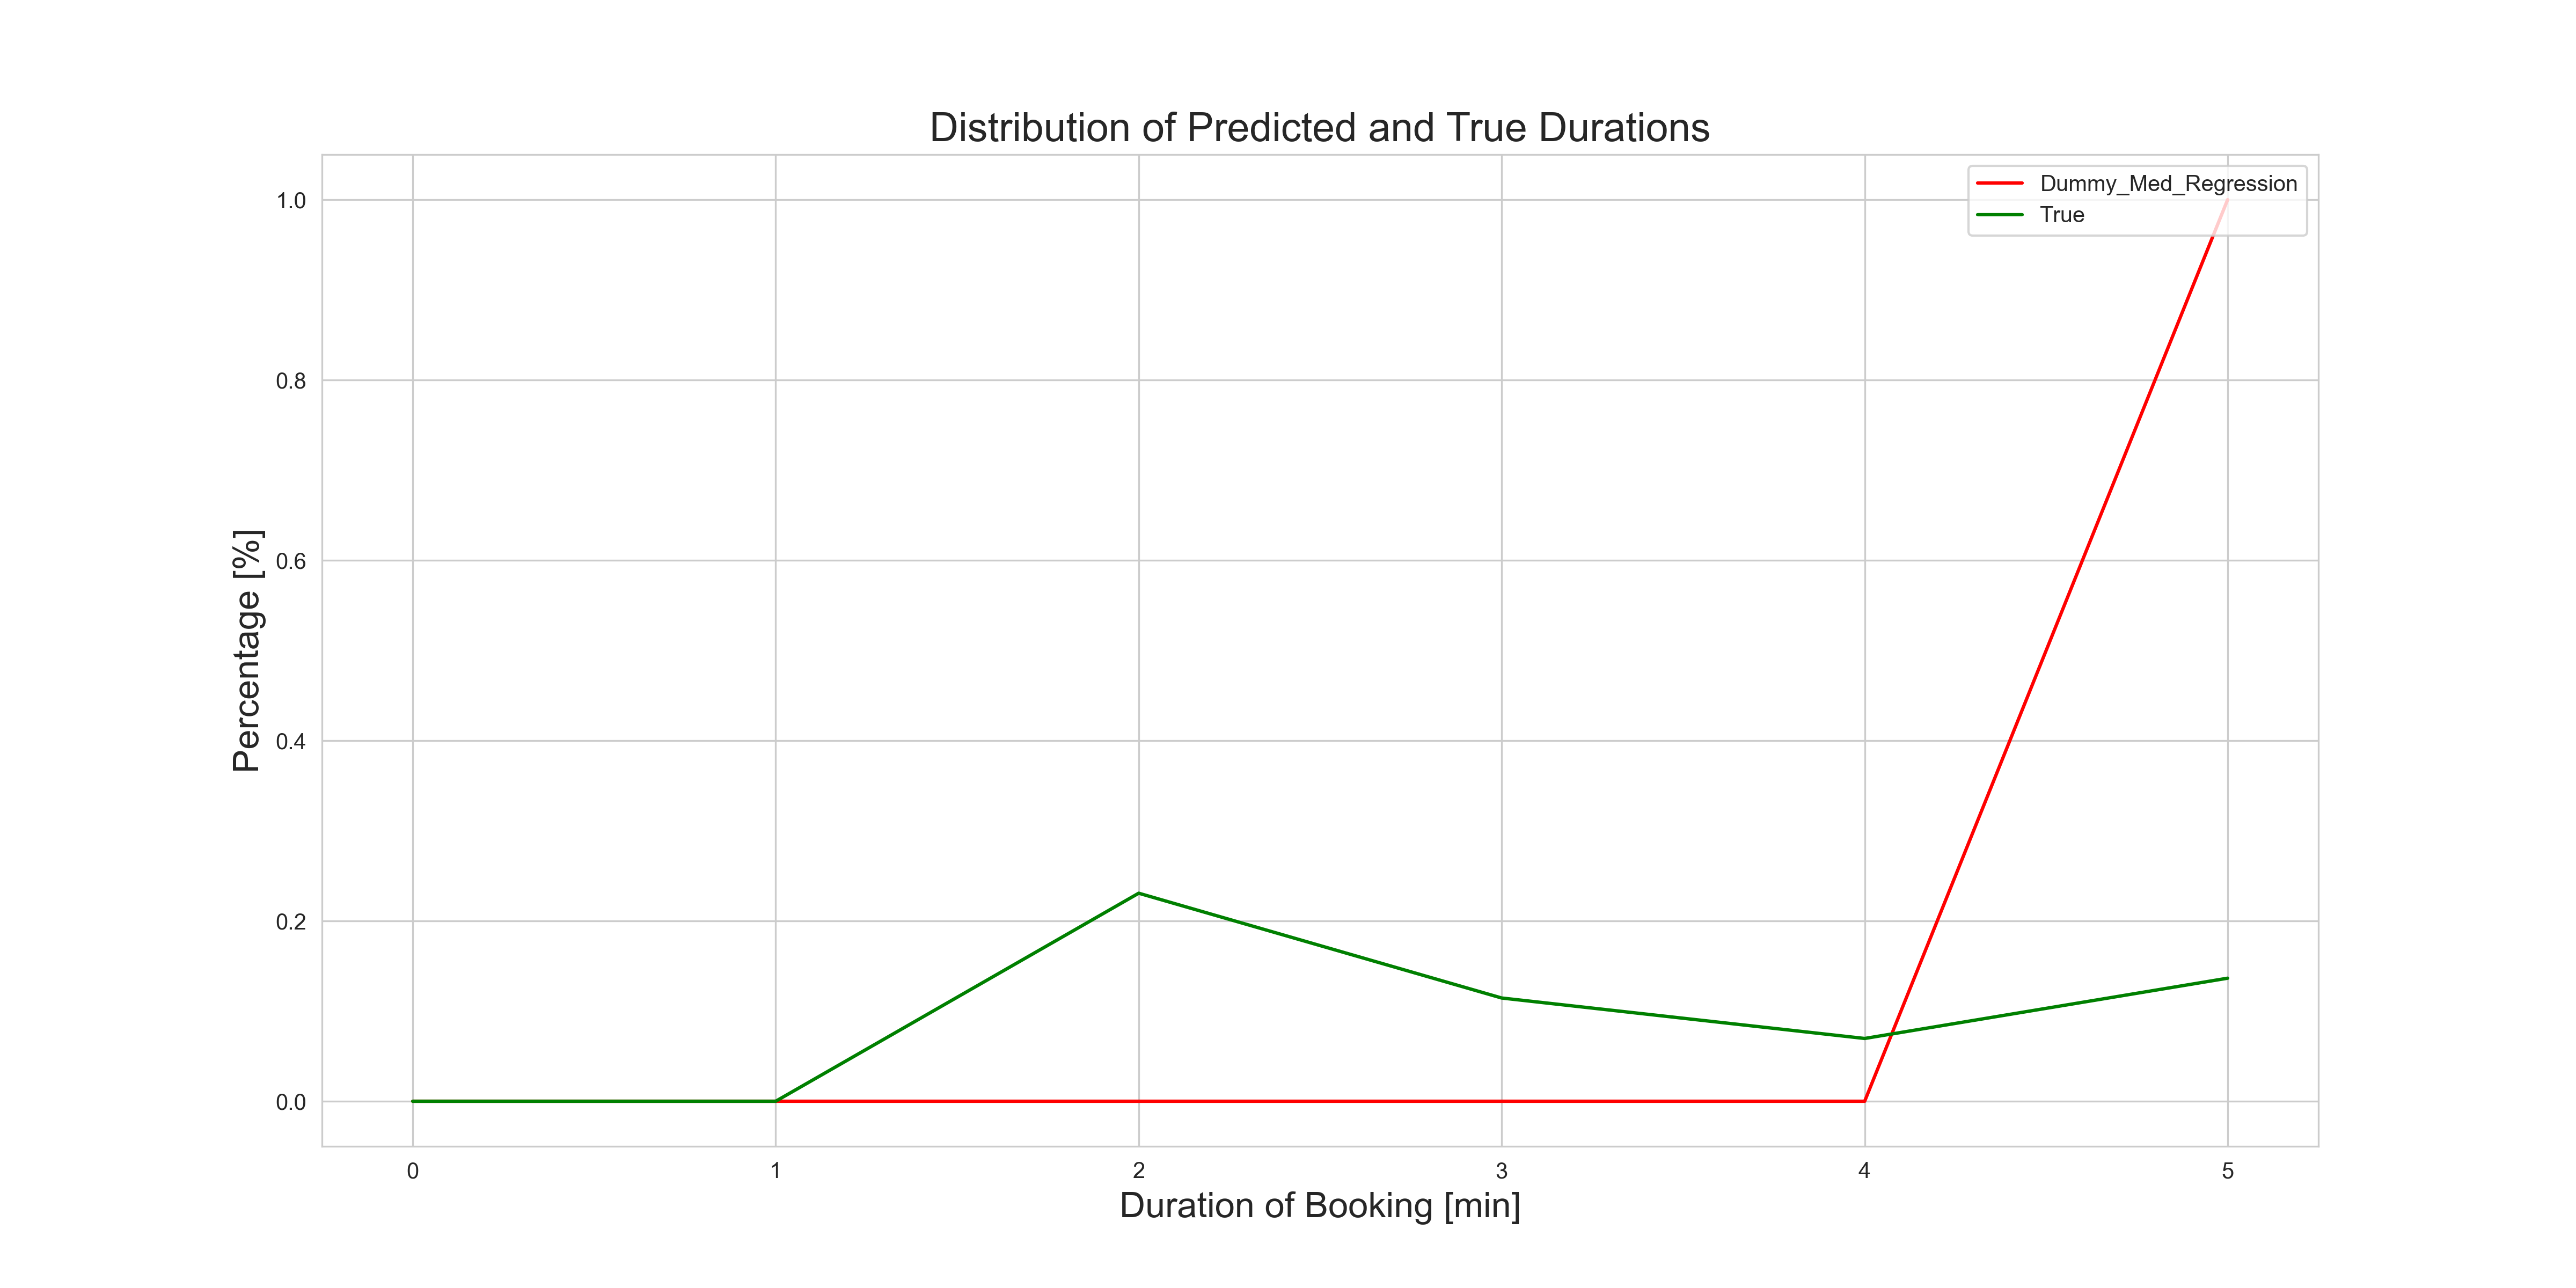 Distribution of Predicted and True Durations
Dummy_Med_Regression
True
1.0
0.8
0.6
0.4
0.2
0.0
Percentage [%]
0 1 2 3 4 5
Duration of Booking [min]